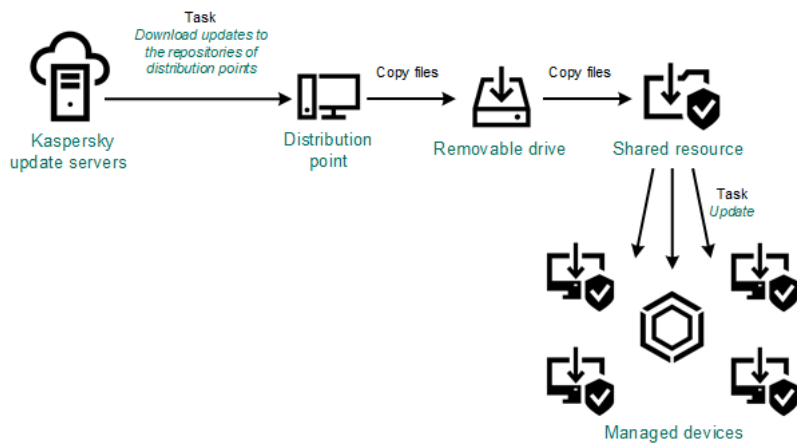 Task
Download updates to
the repositories of
distribution points
Copy files
Copy files
Kaspersky
update servers
Distribution
point
Removable drive
Shared resource
Task
Update
Managed devices